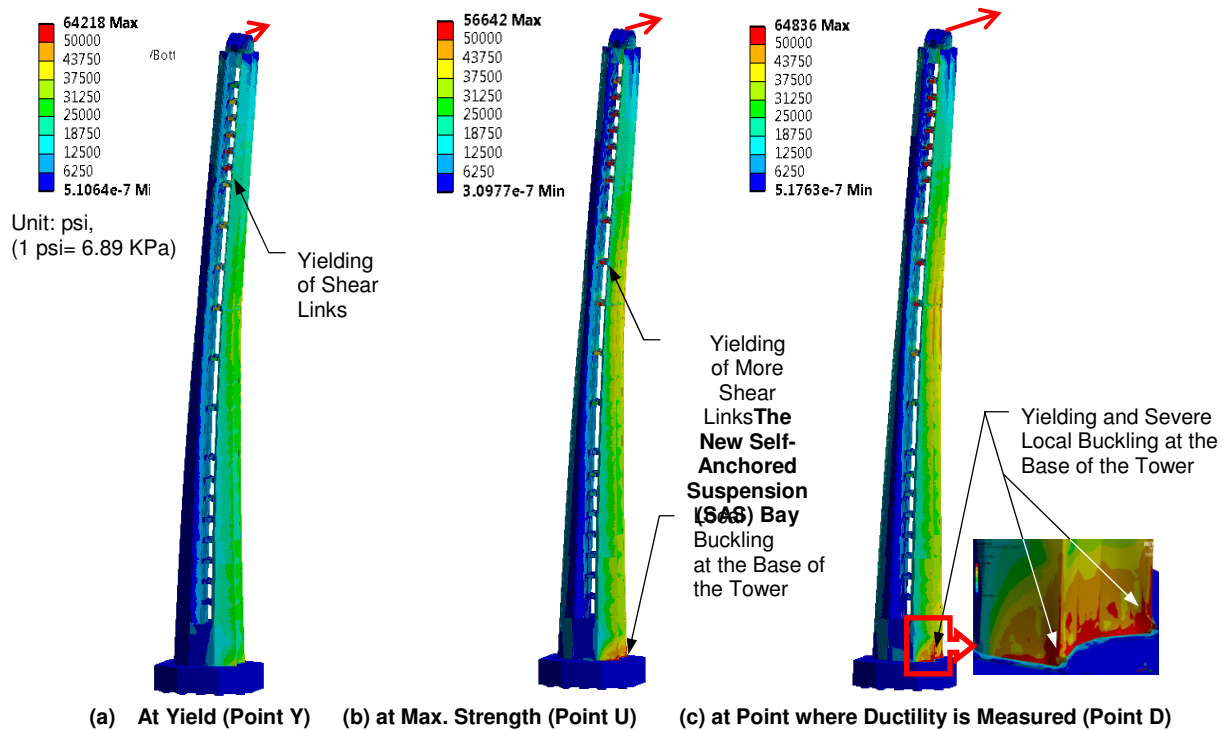 64218 Max
50000
43750
37500
31250
25000
18750
12500
6250
5.1064e-7 Mi
/Bott
Unit: psi,
(1 psi= 6.89 KPa)
Yielding
of Shear
Links
56642 Max
50000
43750
37500
31250
25000
18750
12500
6250
3.0977e-7 Min
Yielding
of More
Shear
LinksThe
New Self-
Anchored
Suspension
(SAS) Bay
Local
Buckling
at the Base of
the Tower
64836 Max
50000
43750
37500
31250
25000
18750
12500
6250
5.1763e-7 Min
Yielding and Severe
Local Buckling at the
Base of the Tower
(a) At Yield (Point Y) (b) at Max. Strength (Point U) (c) at Point where Ductility is Measured (Point D)